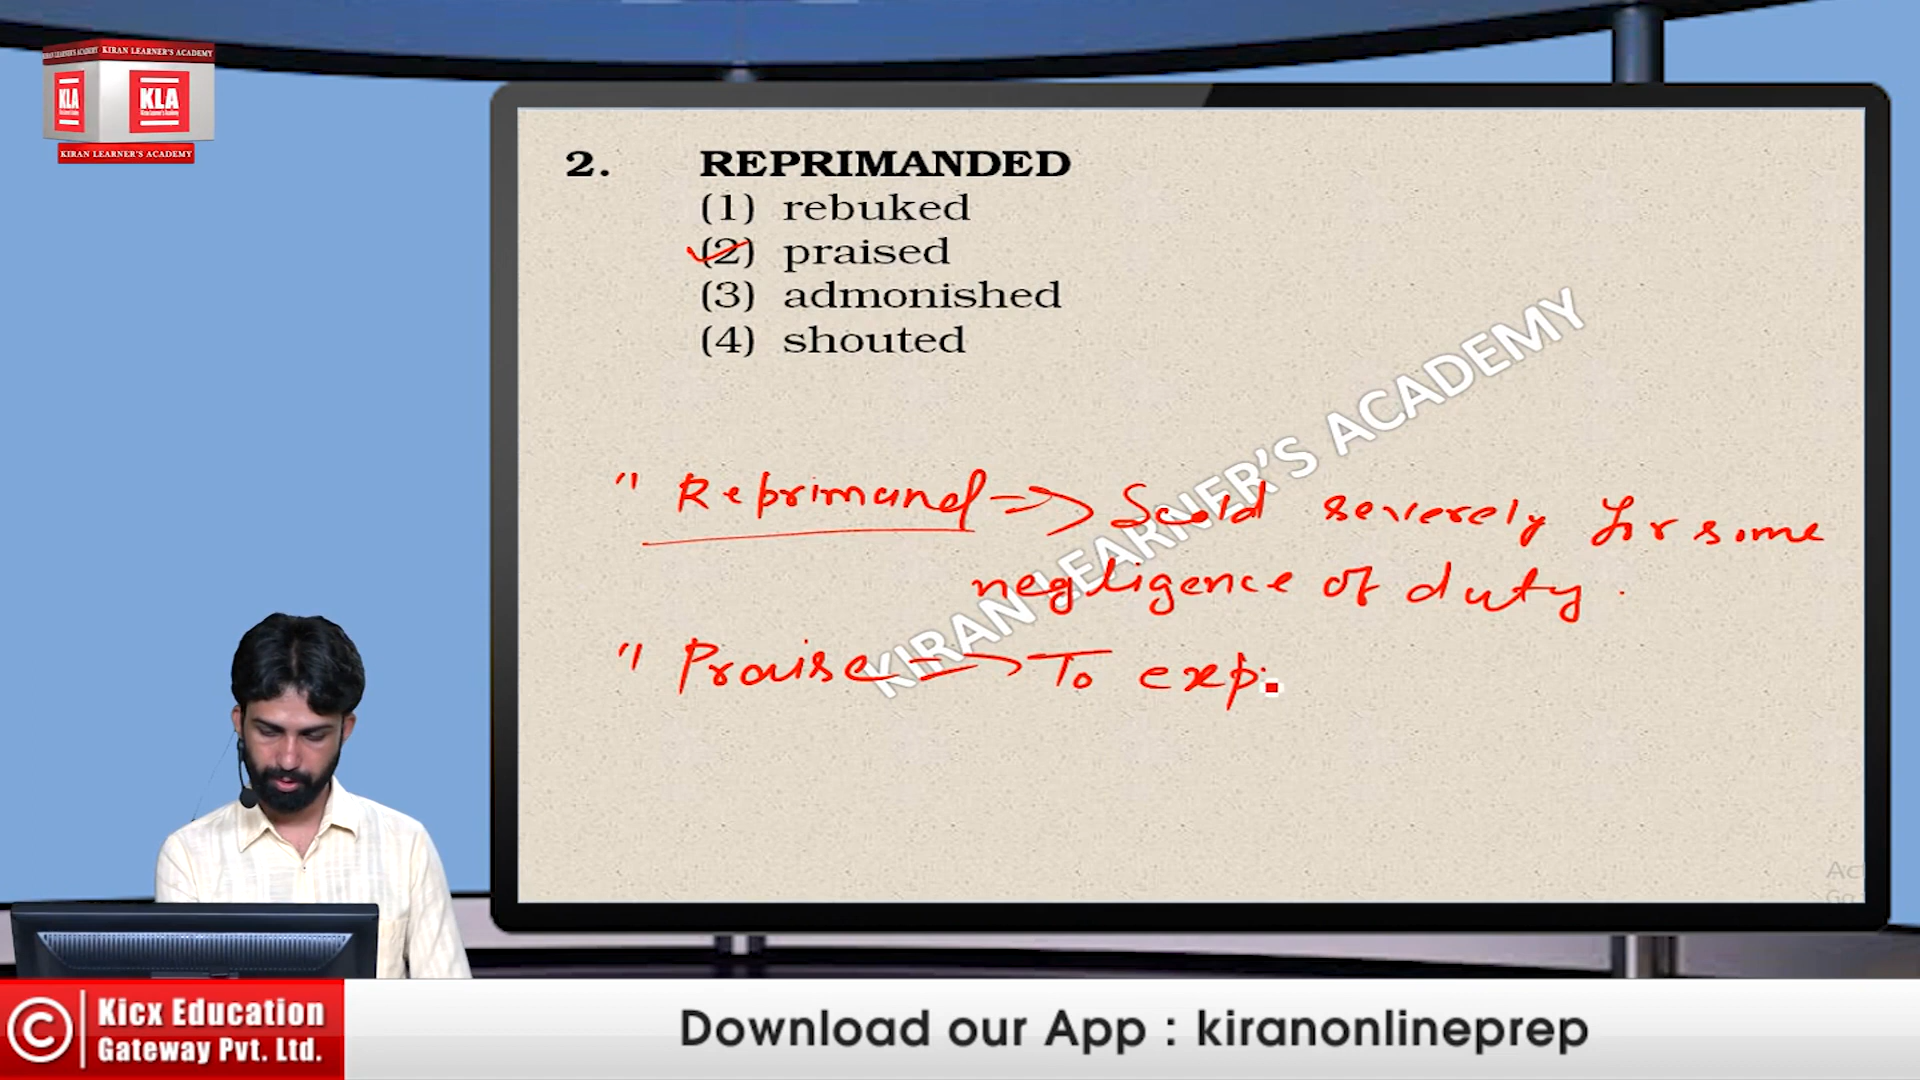 KIRAN LEARNER'S ACADEMY
KLA
KLA
KIRAN LEARNER'S ACADEMY
2. REPRIMANDED
(1) rebuked
(2) praised
(3) admonished
(4) shouted
KIRAN LEARNER'S ACADEMY
" Reprimand => Scold severely for some
negligence of duty.
" Praise => To exp
© Kicx Education
Gateway Pvt. Ltd.
Download our App : kiranonlineprep